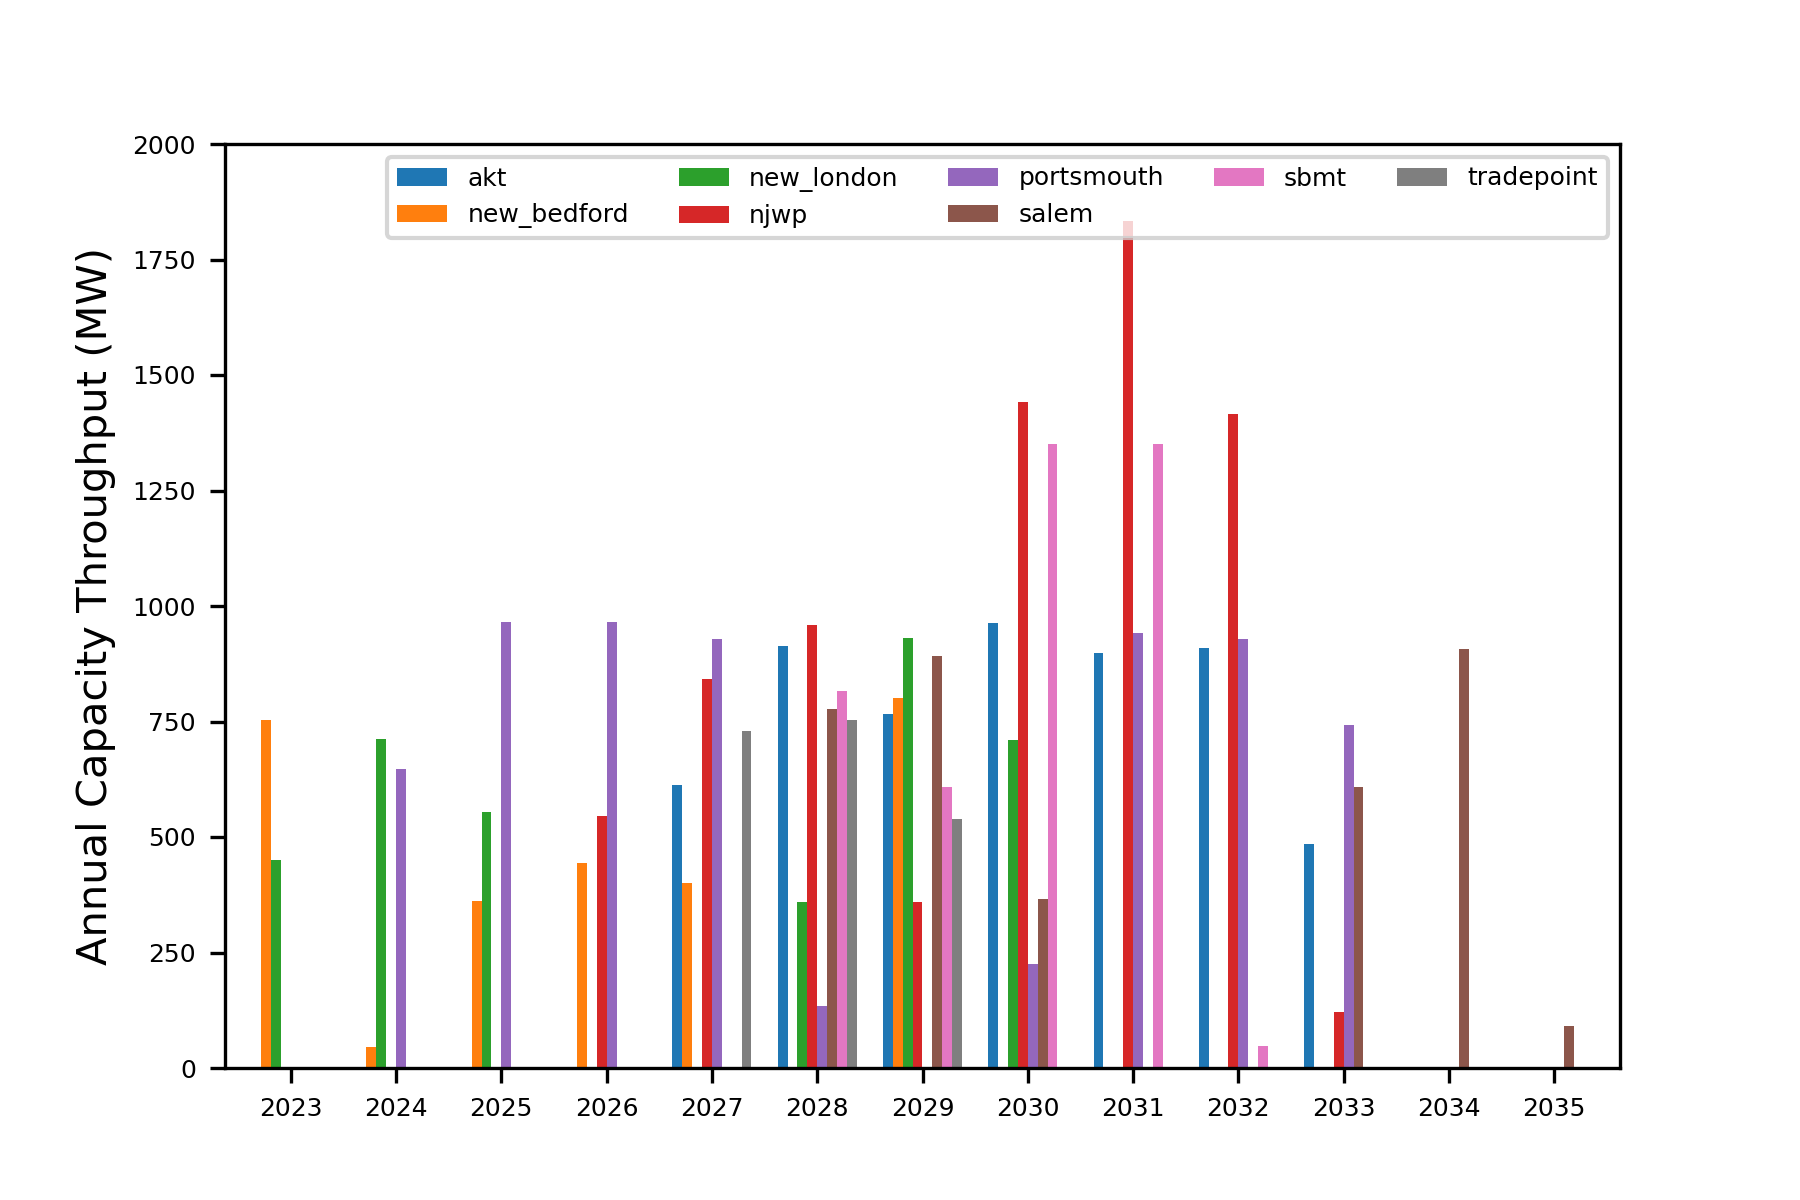 Annual Capacity Throughput (MW)
2000
1750
1500
1250
1000
750
500
250
0
akt
new_bedford
new_london
njwp
portsmouth
salem
sbmt
tradepoint
2023 2024 2025 2026 2027 2028 2029 2030 2031 2032 2033 2034 2035